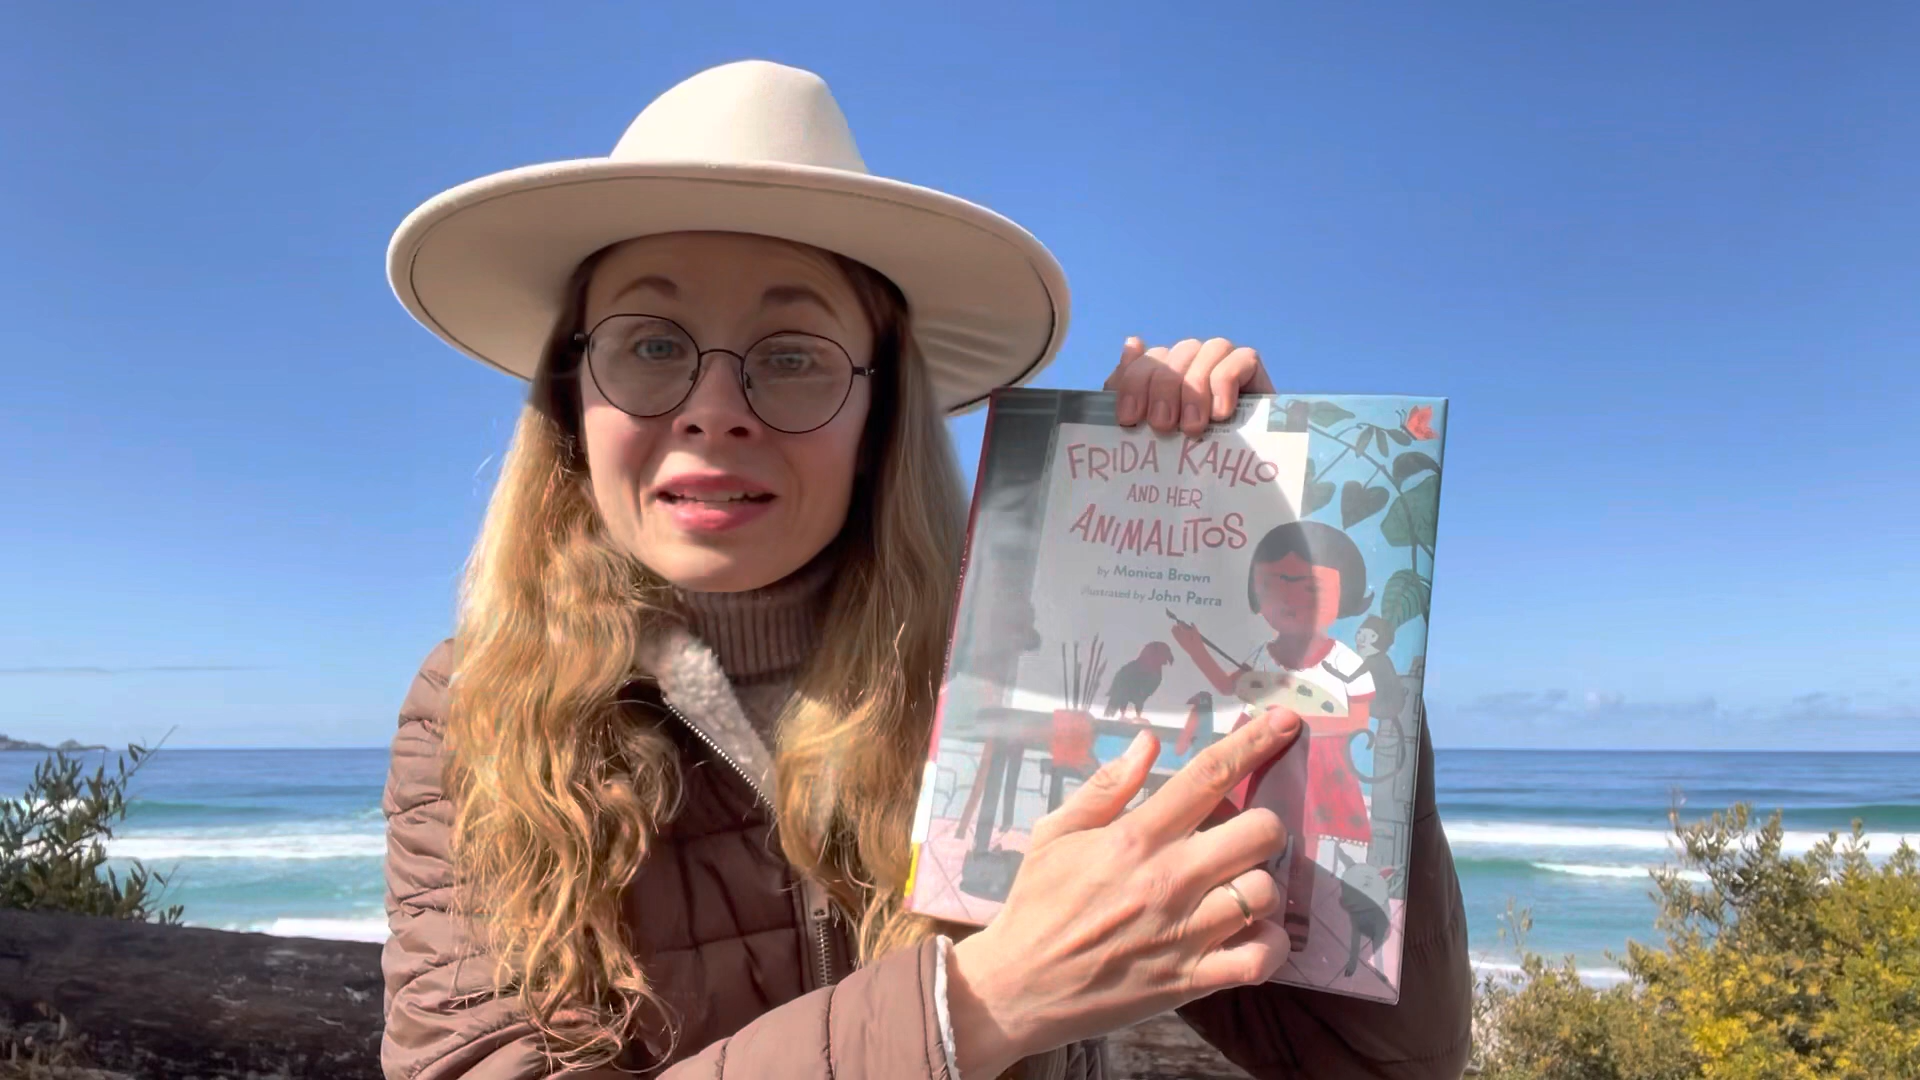 FRIDA KAHLO
AND HER
ANIMALITOS
by Monica Brown
illustrated by John Parra